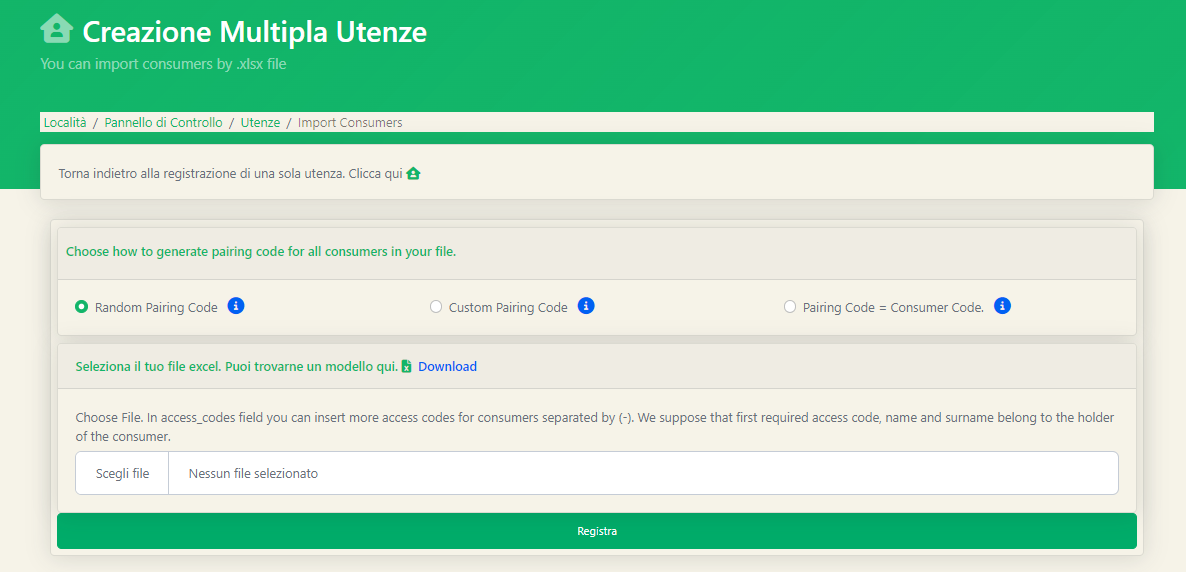 Creazione Multipla Utenze
You can import consumers by .xlsx file
Località / Pannello di Controllo / Utenze / Import Consumers
Torna indietro alla registrazione di una sola utenza. Clicca qui
Choose how to generate pairing code for all consumers in your file.
Random Pairing Code
Custom Pairing Code
Pairing Code = Consumer Code.
Seleziona il tuo file excel. Puoi trovarne un modello qui. Download
Choose File. In access_codes field you can insert more access codes for consumers separated by (-). We suppose that first required access code, name and surname belong to the holder
of the consumer.
Scegli file
Nessun file selezionato
Registra